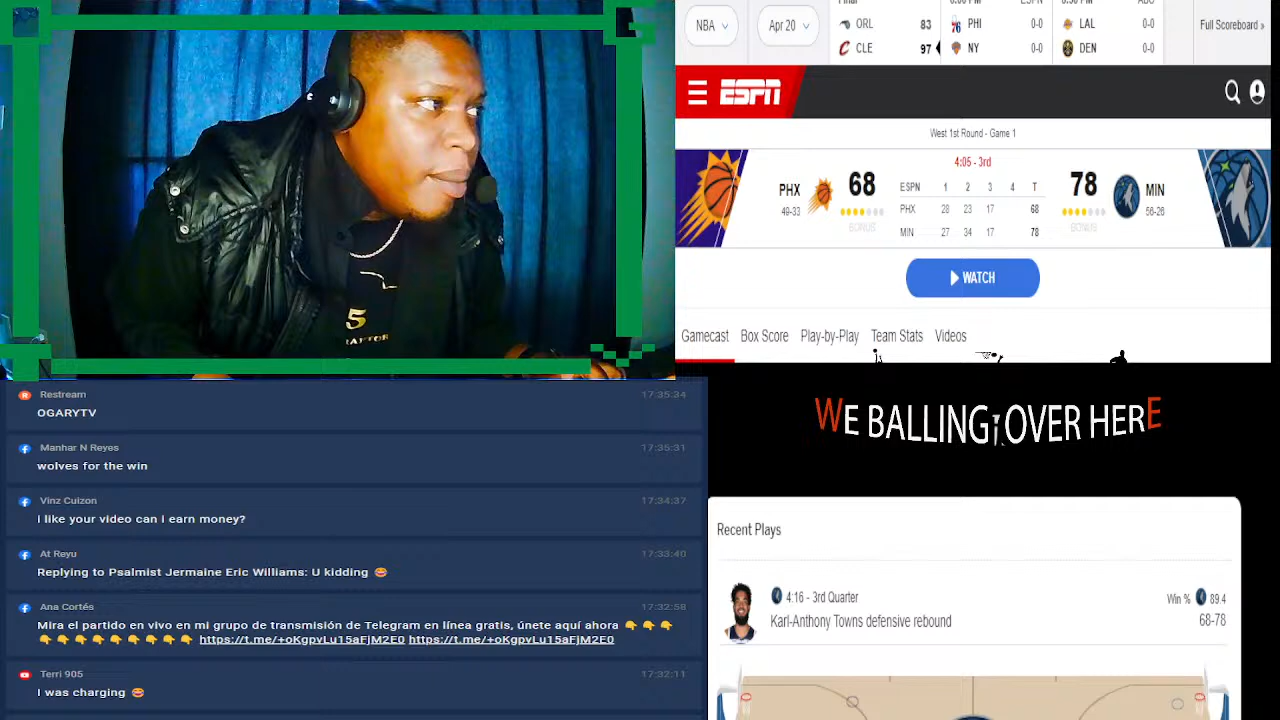 5
RAPTOR
NBA
Apr 20
ORL 83
CLE 97
PHI 0-0
NY 0-0
LAL 0-0
DEN 0-0
Full Scoreboard »
ESPN
West 1st Round - Game 1
4:05 - 3rd
PHX
49-33
68
BONUS
ESPN 1 2 3 4 T
PHX 28 23 17 68
MIN 27 34 17 78
78
BONUS
MIN
56-26
WATCH
Gamecast Box Score Play-by-Play Team Stats Videos
Restream 17:35:34
OGARYTV
Manhar N Reyes 17:35:31
wolves for the win
Vinz Cuizon 17:34:37
I like your video can I earn money?
At Reyu 17:33:40
Replying to Psalmist Jermaine Eric Williams: U kidding
Ana Cortés 17:32:58
Mira el partido en vivo en mi grupo de transmisión de Telegram en línea gratis, únete aquí ahora
https://t.me/+oKgpvLu15aFjM2E0 https://t.me/+oKgpvLu15aFjM2E0
Terri 905 17:32:11
I was charging
WE BALLING OVER HERE
Recent Plays
4:16 - 3rd Quarter
Karl-Anthony Towns defensive rebound
Win % 89.4
68-78